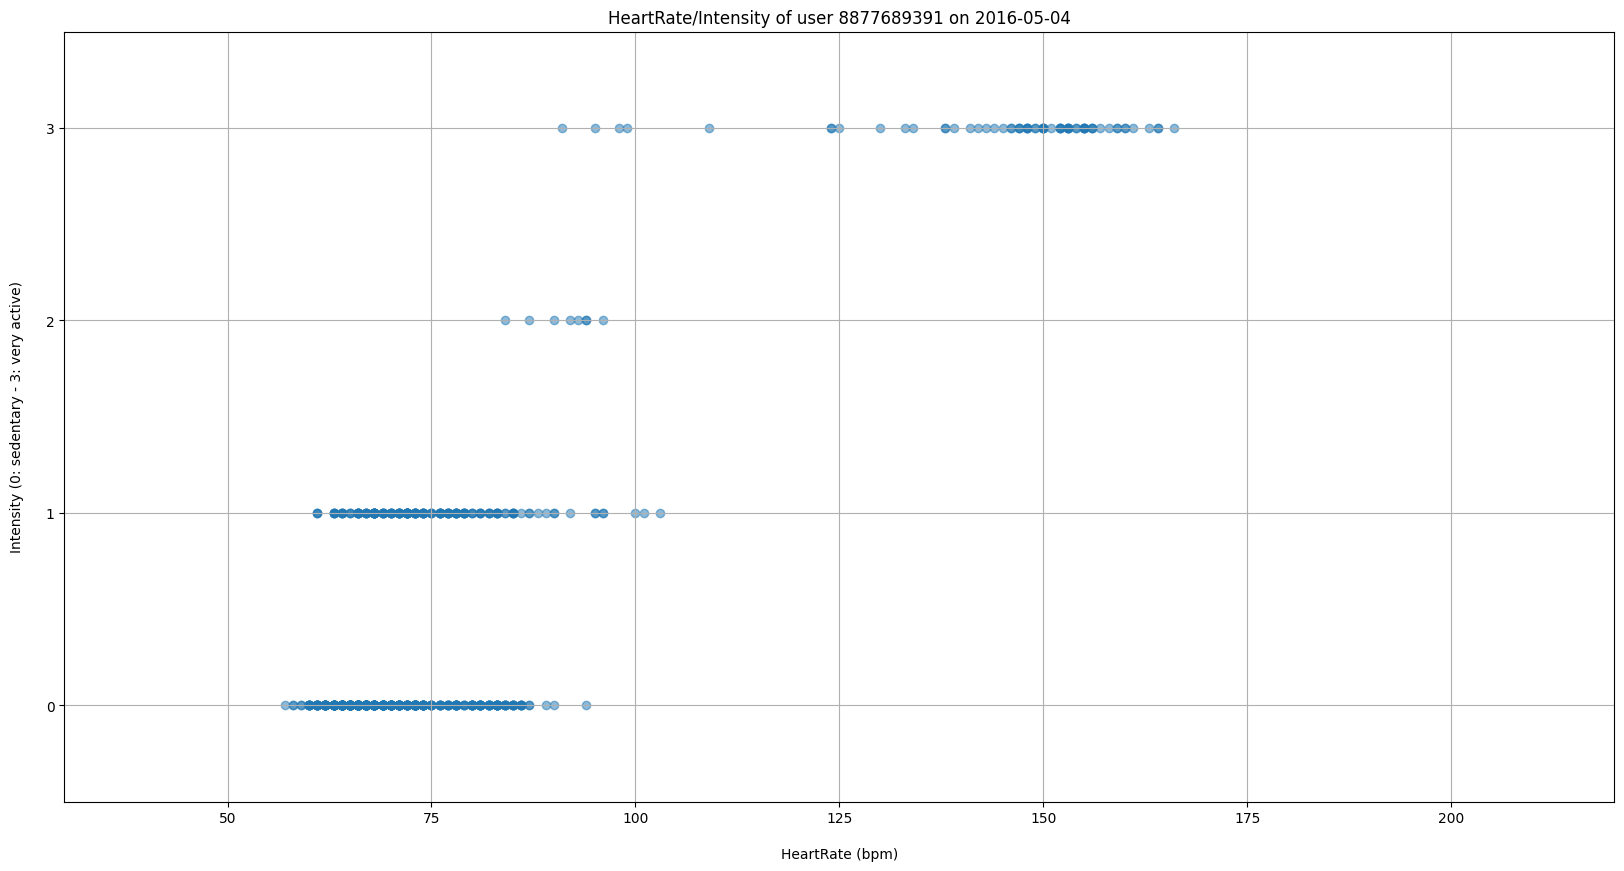 HeartRate/Intensity of user 8877689391 on 2016-05-04
Intensity (0: sedentary - 3: very active)
3
2
1
0
50 75 100 125 150 175 200
HeartRate (bpm)